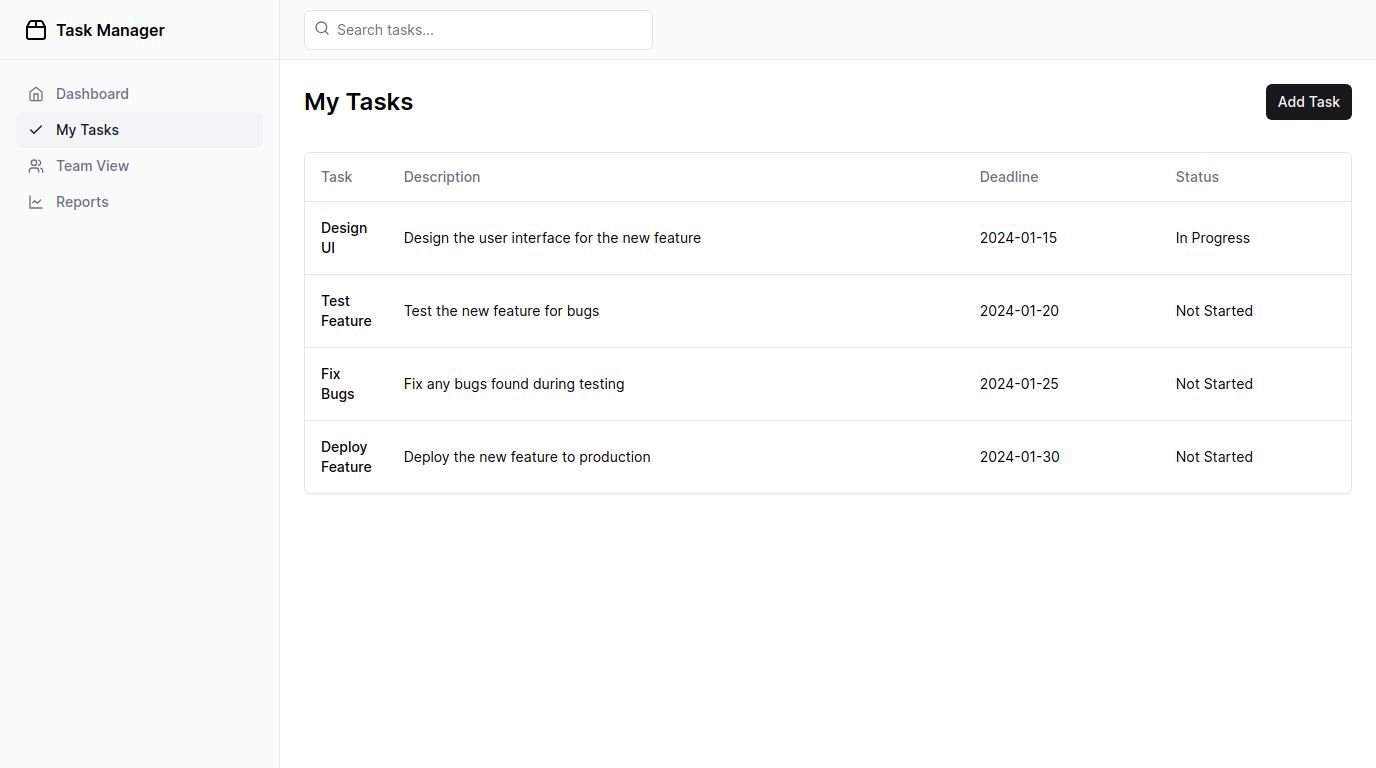 Task Manager
Search tasks...
Dashboard
My Tasks
Team View
Reports
My Tasks
Add Task
Task Description Deadline Status
Design
UI
Design the user interface for the new feature 2024-01-15 In Progress
Test
Feature
Test the new feature for bugs 2024-01-20 Not Started
Fix
Bugs
Fix any bugs found during testing 2024-01-25 Not Started
Deploy
Feature
Deploy the new feature to production 2024-01-30 Not Started